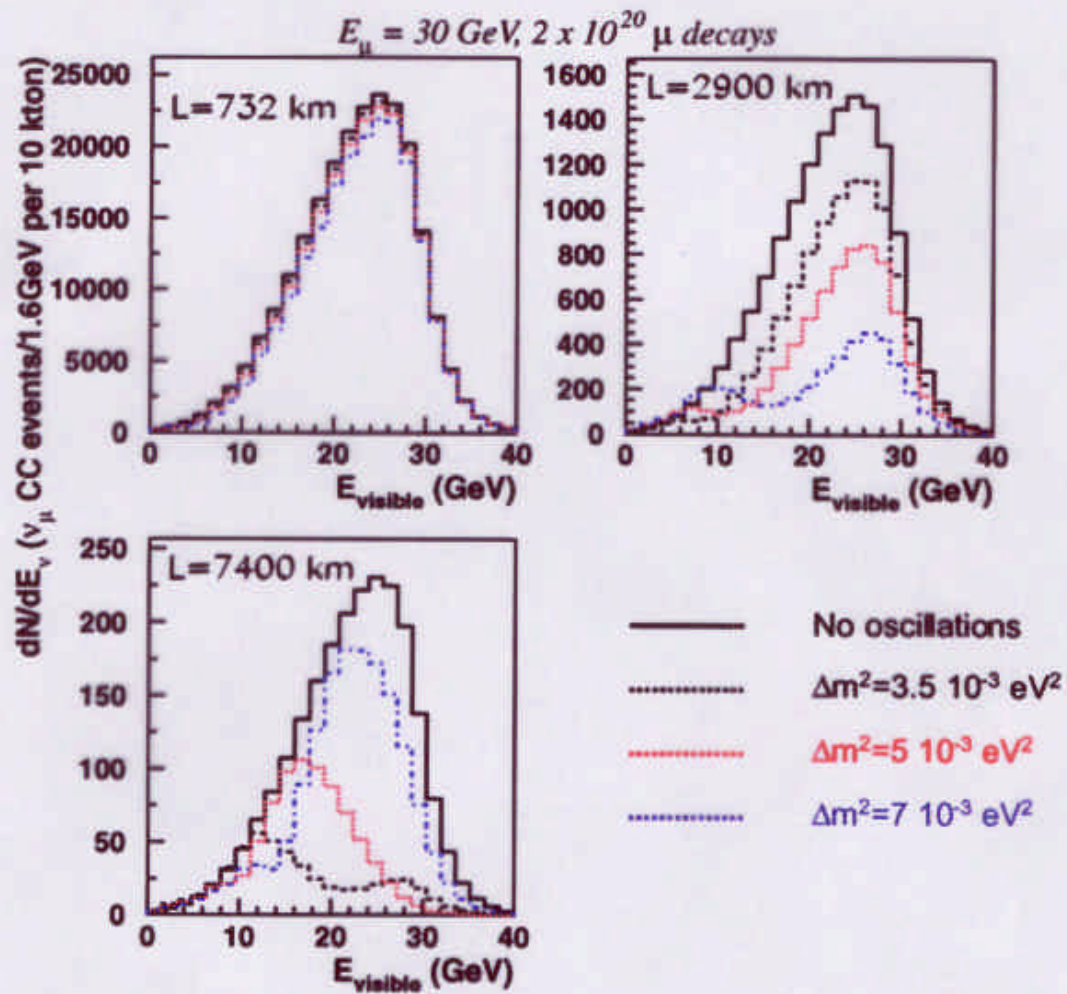 E_μ = 30 GeV, 2 x 10²⁰ μ decays
dN/dE_ν (ν_μ CC events/1.6GeV per 10 kton)
L=732 km
25000
20000
15000
10000
5000
0
0 10 20 30 40
E_visible (GeV)
L=2900 km
1600
1400
1200
1000
800
600
400
200
0
0 10 20 30 40
E_visible (GeV)
L=7400 km
250
200
150
100
50
0
0 10 20 30 40
E_visible (GeV)
No oscillations
Δm²=3.5 10⁻³ eV²
Δm²=5 10⁻³ eV²
Δm²=7 10⁻³ eV²